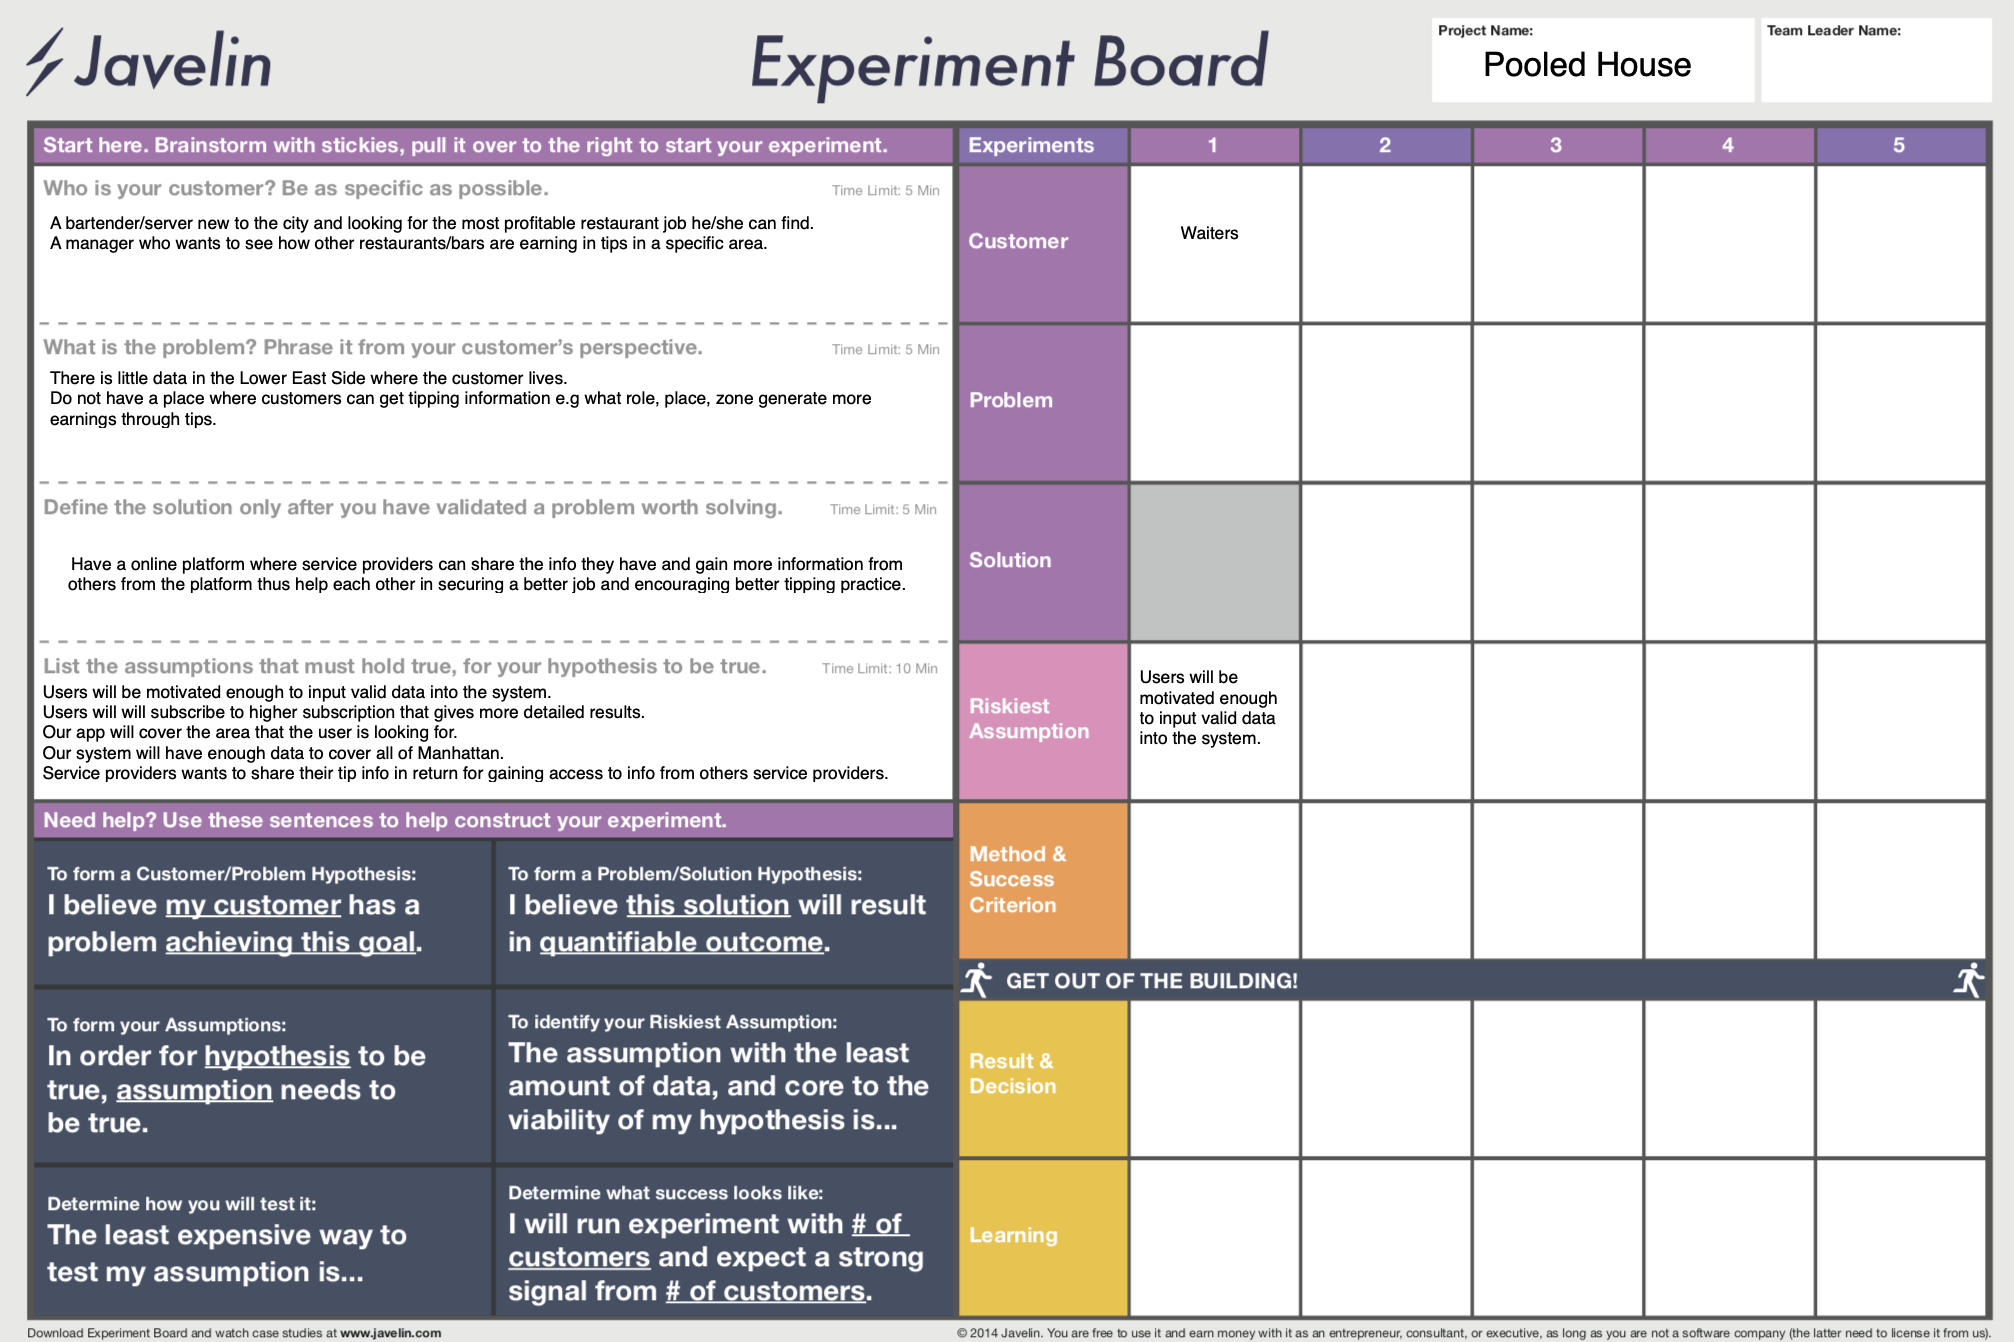 Javelin
Experiment Board
Project Name:
Pooled House
Team Leader Name:
Start here. Brainstorm with stickies, pull it over to the right to start your experiment.
Who is your customer? Be as specific as possible.
Time Limit: 5 Min
A bartender/server new to the city and looking for the most profitable restaurant job he/she can find.
A manager who wants to see how other restaurants/bars are earning in tips in a specific area.
What is the problem? Phrase it from your customer's perspective.
Time Limit: 5 Min
There is little data in the Lower East Side where the customer lives.
Do not have a place where customers can get tipping information e.g what role, place, zone generate more
earnings through tips.
Define the solution only after you have validated a problem worth solving.
Time Limit: 5 Min
Have a online platform where service providers can share the info they have and gain more information from
others from the platform thus help each other in securing a better job and encouraging better tipping practice.
List the assumptions that must hold true, for your hypothesis to be true.
Time Limit: 10 Min
Users will be motivated enough to input valid data into the system.
Users will will subscribe to higher subscription that gives more detailed results.
Our app will cover the area that the user is looking for.
Our system will have enough data to cover all of Manhattan.
Service providers wants to share their tip info in return for gaining access to info from others service providers.
Need help? Use these sentences to help construct your experiment.
To form a Customer/Problem Hypothesis:
I believe my customer has a
problem achieving this goal.
To form a Problem/Solution Hypothesis:
I believe this solution will result
in quantifiable outcome.
To form your Assumptions:
In order for hypothesis to be
true, assumption needs to
be true.
To identify your Riskiest Assumption:
The assumption with the least
amount of data, and core to the
viability of my hypothesis is...
Determine how you will test it:
The least expensive way to
test my assumption is...
Determine what success looks like:
I will run experiment with # of
customers and expect a strong
signal from # of customers.
Experiments
1
2
3
4
5
Customer
Waiters
Problem
Solution
Riskiest
Assumption
Users will be
motivated enough
to input valid data
into the system.
Method &
Success
Criterion
GET OUT OF THE BUILDING!
Result &
Decision
Learning
Download Experiment Board and watch case studies at www.javelin.com
© 2014 Javelin. You are free to use it and earn money with it as an entrepreneur, consultant, or executive, as long as you are not a software company (the latter need to license it from us).